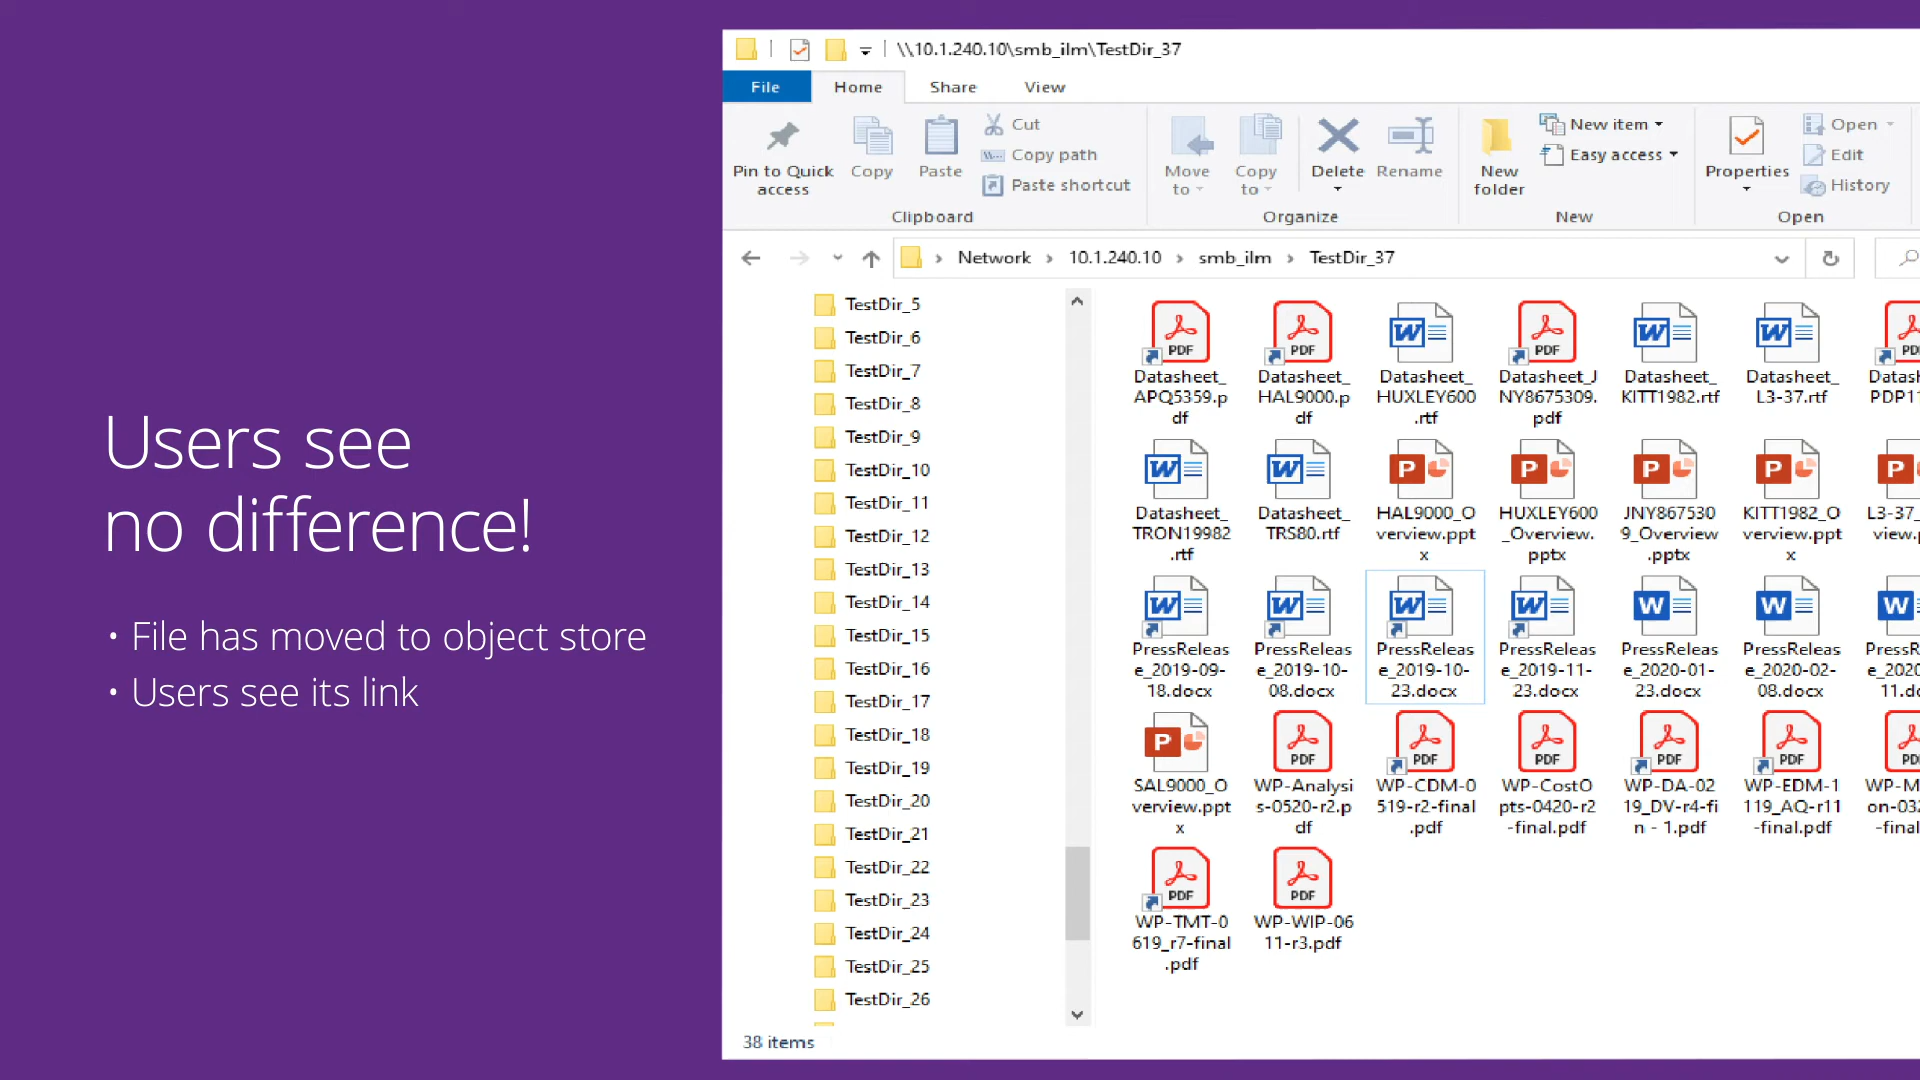 Users see
no difference!
• File has moved to object store
• Users see its link
\\10.1.240.10\smb_ilm\TestDir_37
File Home Share View
Pin to Quick access
Copy
Paste
Cut
Copy path
Paste shortcut
Clipboard
Move to
Copy to
Delete
Rename
Organize
New folder
New item
Easy access
New
Properties
Open
Edit
History
Open
Network › 10.1.240.10 › smb_ilm › TestDir_37
TestDir_5
TestDir_6
TestDir_7
TestDir_8
TestDir_9
TestDir_10
TestDir_11
TestDir_12
TestDir_13
TestDir_14
TestDir_15
TestDir_16
TestDir_17
TestDir_18
TestDir_19
TestDir_20
TestDir_21
TestDir_22
TestDir_23
TestDir_24
TestDir_25
TestDir_26
Datasheet_APQ5359.pdf
Datasheet_HAL9000.pdf
Datasheet_HUXLEY600.rtf
Datasheet_JNY8675309.pdf
Datasheet_KITT1982.rtf
Datasheet_L3-37.rtf
Datasheet_TRON19982.rtf
Datasheet_TRS80.rtf
HAL9000_Overview.pptx
HUXLEY600_Overview.pptx
JNY8675309_Overview.pptx
KITT1982_Overview.pptx
PressRelease_2019-09-18.docx
PressRelease_2019-10-08.docx
PressRelease_2019-10-23.docx
PressRelease_2019-11-23.docx
PressRelease_2020-01-23.docx
PressRelease_2020-02-08.docx
SAL9000_Overview.pptx
WP-Analysis-0520-r2.pdf
WP-CDM-0519-r2-final.pdf
WP-CostOpts-0420-r2-final.pdf
WP-DA-0219_DV-r4-fin - 1.pdf
WP-EDM-1119_AQ-r11-final.pdf
WP-TMT-0619_r7-final.pdf
WP-WIP-0611-r3.pdf
38 items